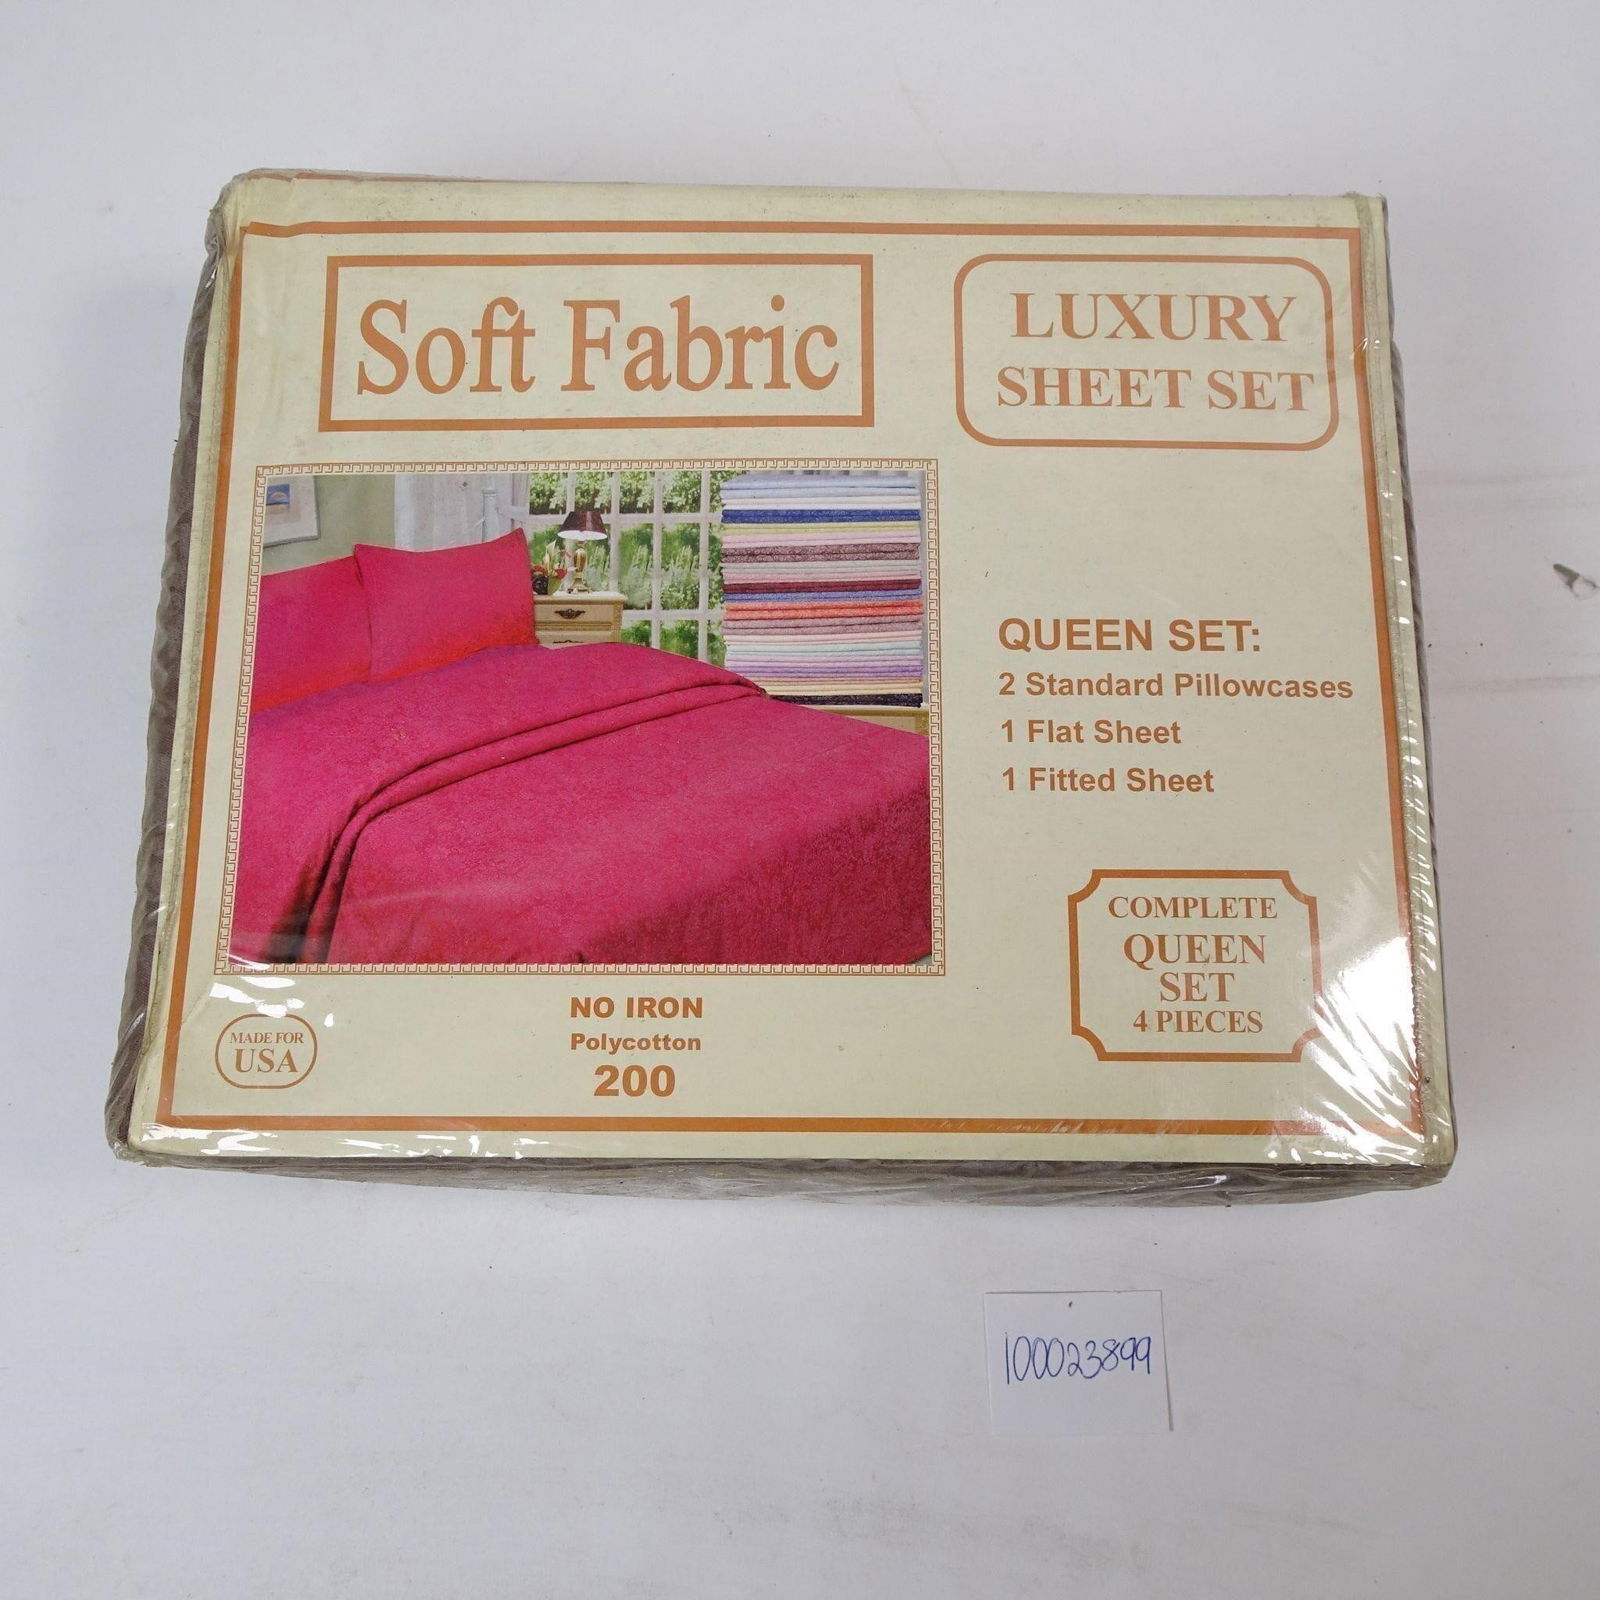 Soft Fabric
LUXURY
SHEET SET
QUEEN SET:
2 Standard Pillowcases
1 Flat Sheet
1 Fitted Sheet
COMPLETE
QUEEN
SET
4 PIECES
NO IRON
Polycotton
200
MADE FOR
USA
100023899